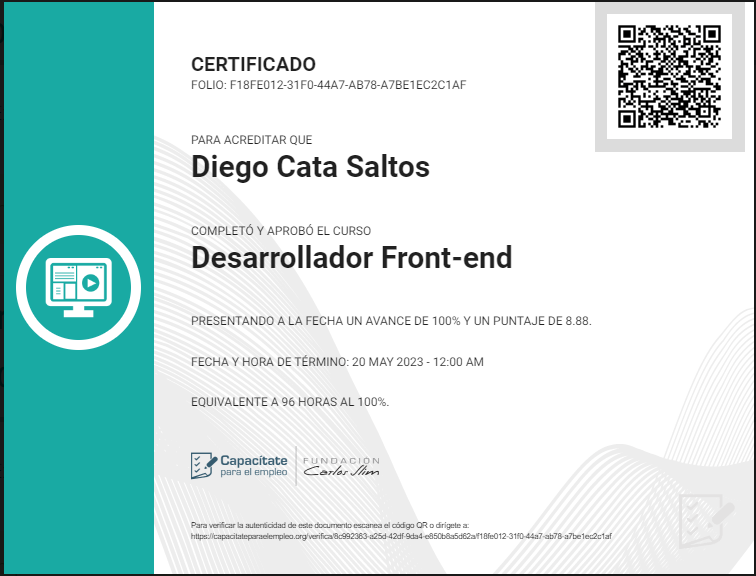 CERTIFICADO
FOLIO: F18FE012-31F0-44A7-AB78-A7BE1EC2C1AF
PARA ACREDITAR QUE
Diego Cata Saltos
COMPLETÓ Y APROBÓ EL CURSO
Desarrollador Front-end
PRESENTANDO A LA FECHA UN AVANCE DE 100% Y UN PUNTAJE DE 8.88.
FECHA Y HORA DE TÉRMINO: 20 MAY 2023 - 12:00 AM
EQUIVALENTE A 96 HORAS AL 100%.
Capacítate
para el empleo
FUNDACIÓN
Carlos Slim
Para verificar la autenticidad de este documento escanea el código QR o dirígete a:
https://capacitateparaelempleo.org/verifica/8c992363-a25d-42df-9da4-e850b8a5d62a/f18fe012-31f0-44a7-ab78-a7be1ec2c1af